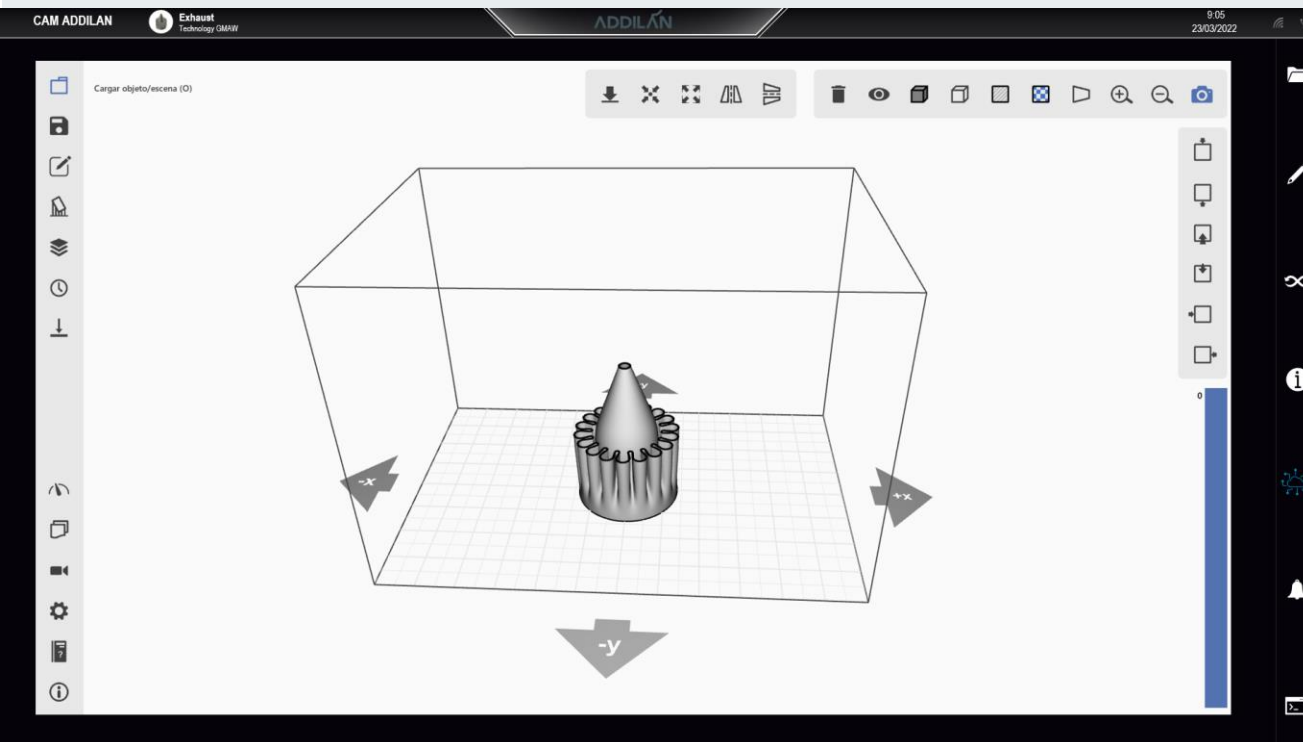 CAM ADDILAN
Exhaust
Technology GMAW
ADDILAN
9:05
23/03/2022
Cargar objeto/escena (O)
-x
+x
-y
0